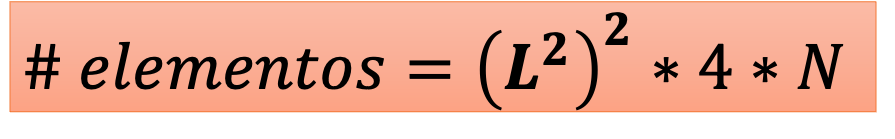 # elementos = (L²)² * 4 * N